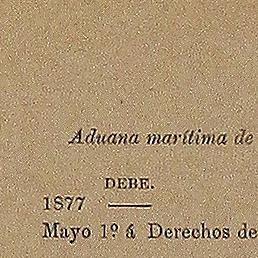 Aduana marítima de
DEBE.
1877
Mayo 1º á Derechos de